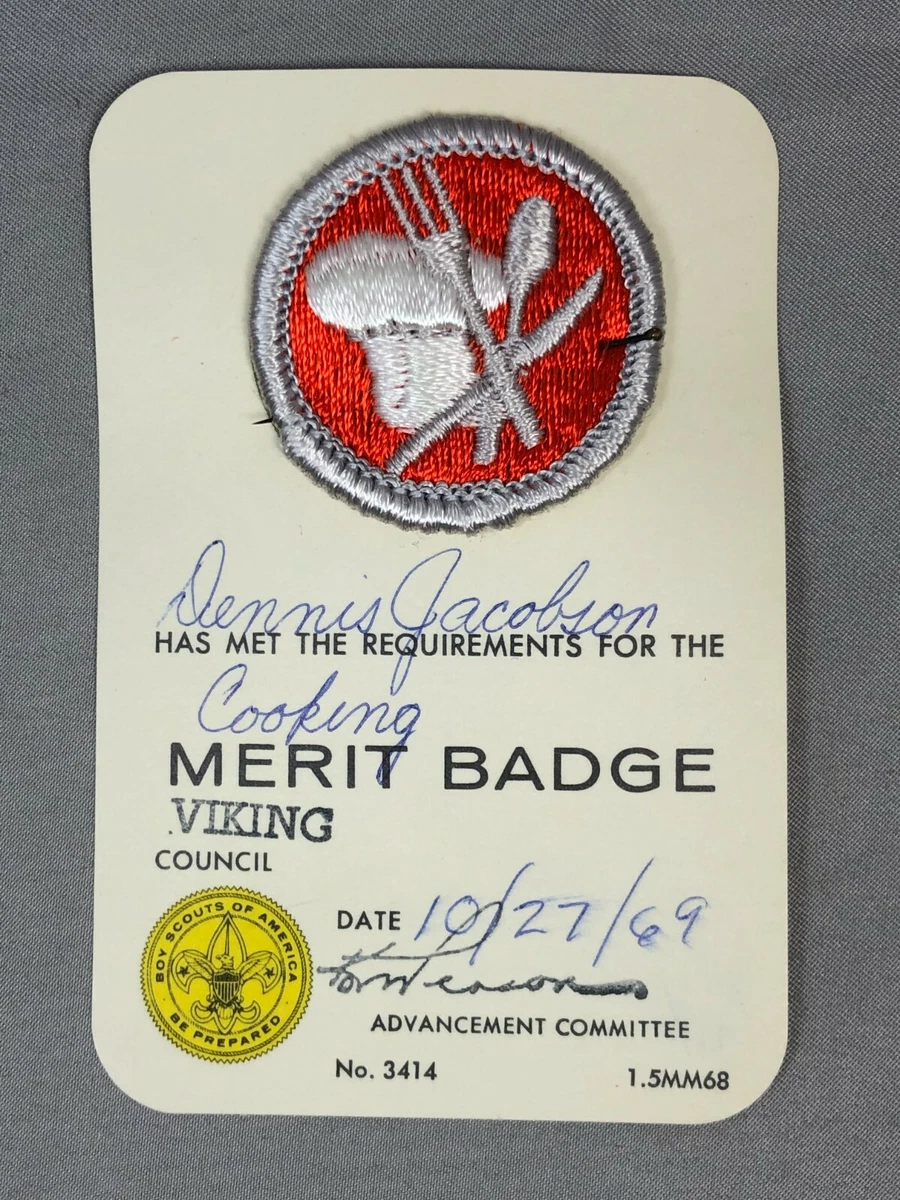 Dennis Jacobson
HAS MET THE REQUIREMENTS FOR THE
Cooking
MERIT BADGE
VIKING
COUNCIL
BOY SCOUTS OF AMERICA
BE PREPARED
DATE 10/27/69
ADVANCEMENT COMMITTEE
No. 3414
1.5MM68